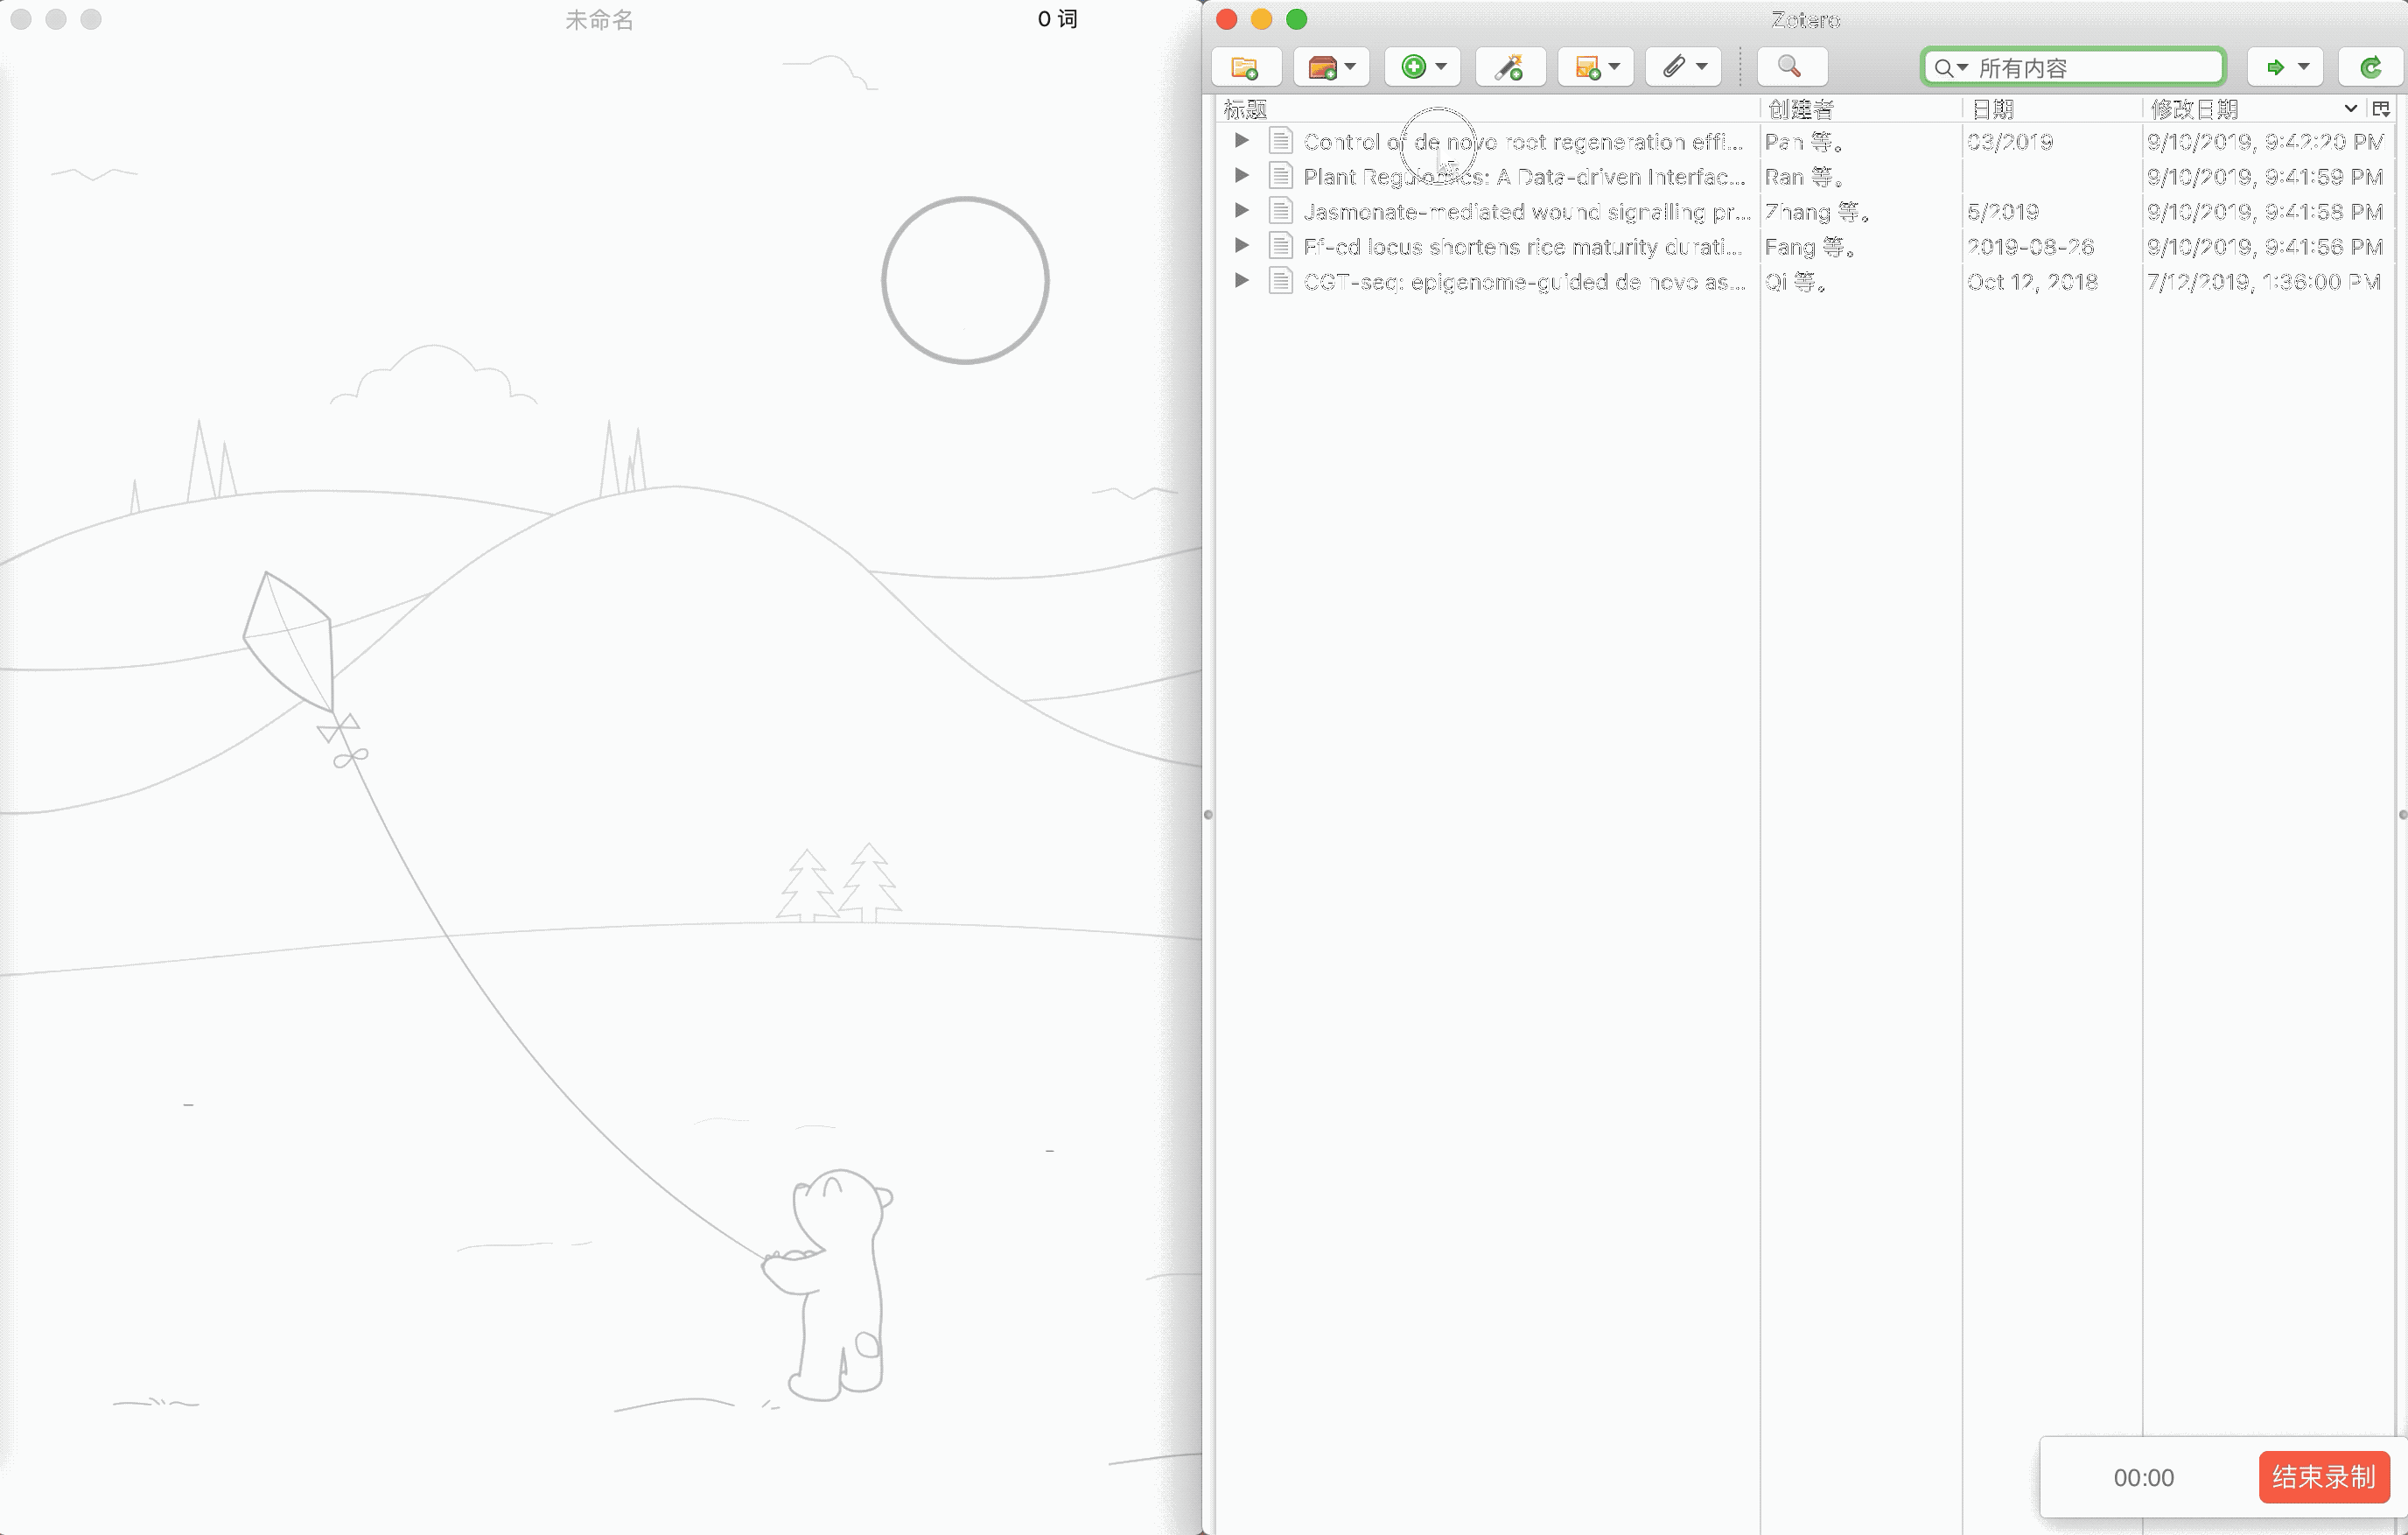 未命名
0 词
Zotero
所有内容
标题 创建者 日期 修改日期
Control of de novo root regeneration effi... Pan 等。 03/2019 9/10/2019, 9:42:20 PM
Plant Regulomics: A Data-driven Interfac... Ran 等。 9/10/2019, 9:41:59 PM
Jasmonate-mediated wound signalling pr... Zhang 等。 5/2019 9/10/2019, 9:41:58 PM
Ef-cd locus shortens rice maturity durati... Fang 等。 2019-08-26 9/10/2019, 9:41:56 PM
CGT-seq: epigenome-guided de novo as... Qi 等。 Oct 12, 2018 7/12/2019, 1:36:00 PM
00:00
结束录制